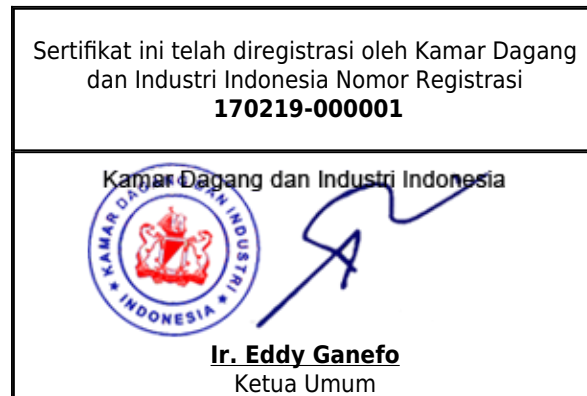 Sertifikat ini telah diregistrasi oleh Kamar Dagang
dan Industri Indonesia Nomor Registrasi
170219-000001
Kamar Dagang dan Industri Indonesia
KAMAR DAGANG DAN INDUSTRI
* INDONESIA *
Ir. Eddy Ganefo
Ketua Umum